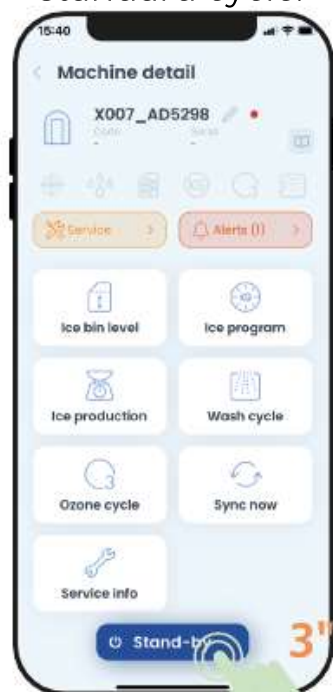 15:40
Machine detail
X007_AD5298
Service
Alerts (1)
Ice bin level
Ice program
Ice production
Wash cycle
Ozone cycle
Sync now
Service info
Stand-by
3"